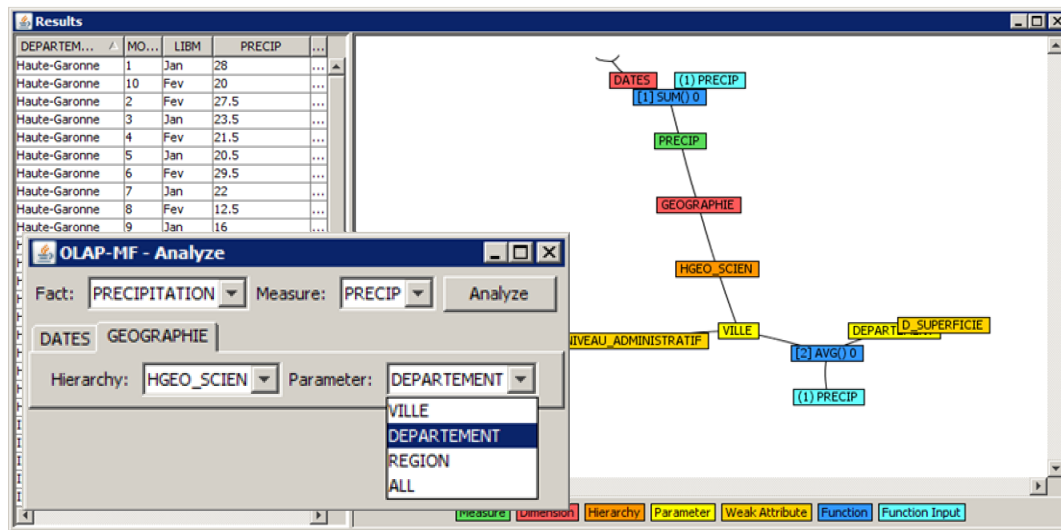 Results
DEPARTEM... MO... LIBM PRECIP ...
Haute-Garonne 1 Jan 28 ...
Haute-Garonne 10 Fev 20 ...
Haute-Garonne 2 Fev 27.5 ...
Haute-Garonne 3 Jan 23.5 ...
Haute-Garonne 4 Fev 21.5 ...
Haute-Garonne 5 Jan 20.5 ...
Haute-Garonne 6 Fev 29.5 ...
Haute-Garonne 7 Jan 22 ...
Haute-Garonne 8 Fev 12.5 ...
Haute-Garonne 9 Jan 16 ...
OLAP-MF - Analyze
Fact: PRECIPITATION Measure: PRECIP Analyze
DATES GEOGRAPHIE
Hierarchy: HGEO_SCIEN Parameter: DEPARTEMENT
VILLE
DEPARTEMENT
REGION
ALL
DATES (1) PRECIP
[1] SUM() 0
PRECIP
GEOGRAPHIE
HGEO_SCIEN
VILLE DEPARTEMENT D_SUPERFICIE
IVEAU_ADMINISTRATIF
[2] AVG() 0
(1) PRECIP
Measure Dimension Hierarchy Parameter Weak Attribute Function Function Input